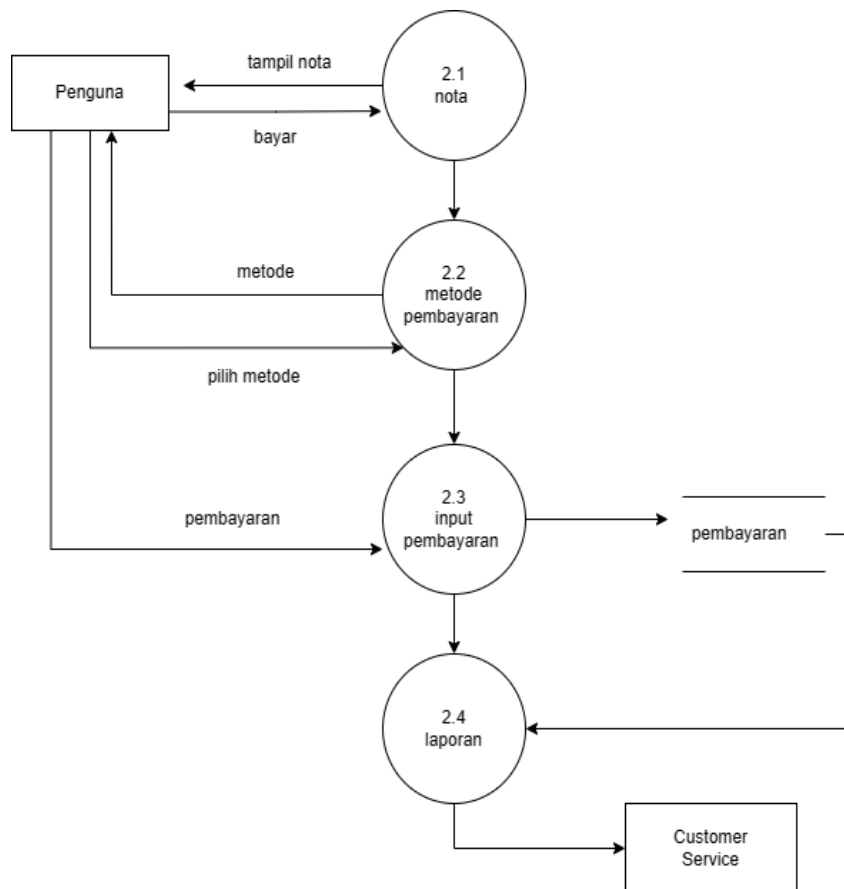 tampil nota
2.1
nota
Penguna
bayar
2.2
metode
pembayaran
metode
pilih metode
2.3
input
pembayaran
pembayaran
pembayaran
2.4
laporan
Customer
Service